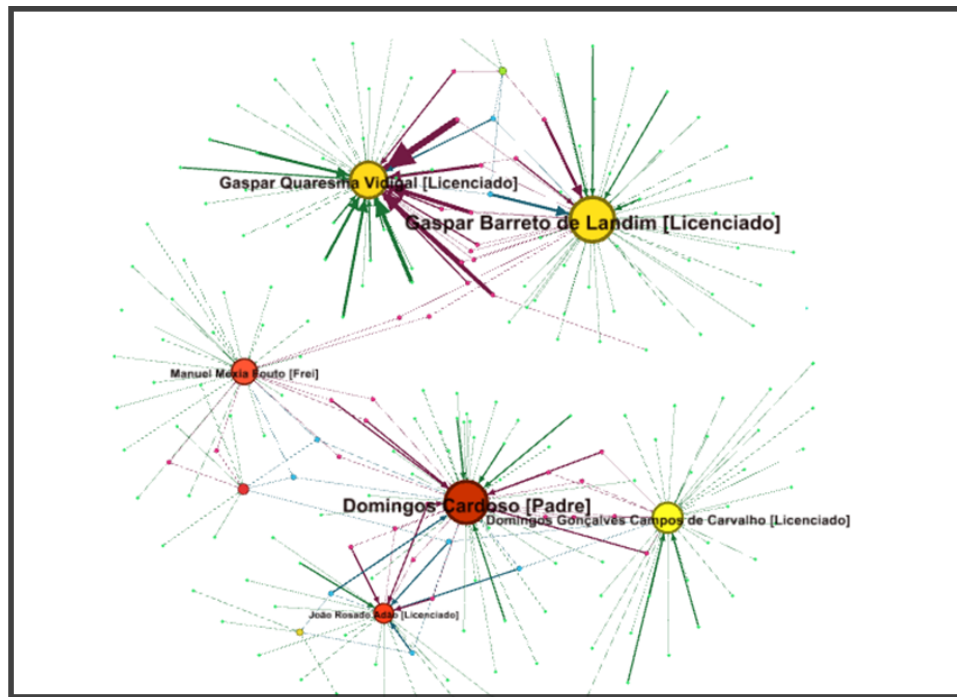 Gaspar Quaresma Vidigal [Licenciado]
Gaspar Barreto de Landim [Licenciado]
Manuel Mexia Fouto [Frei]
Domingos Cardoso [Padre]
Domingos Gonçalves Campos de Carvalho [Licenciado]
João Rosado Adão [Licenciado]